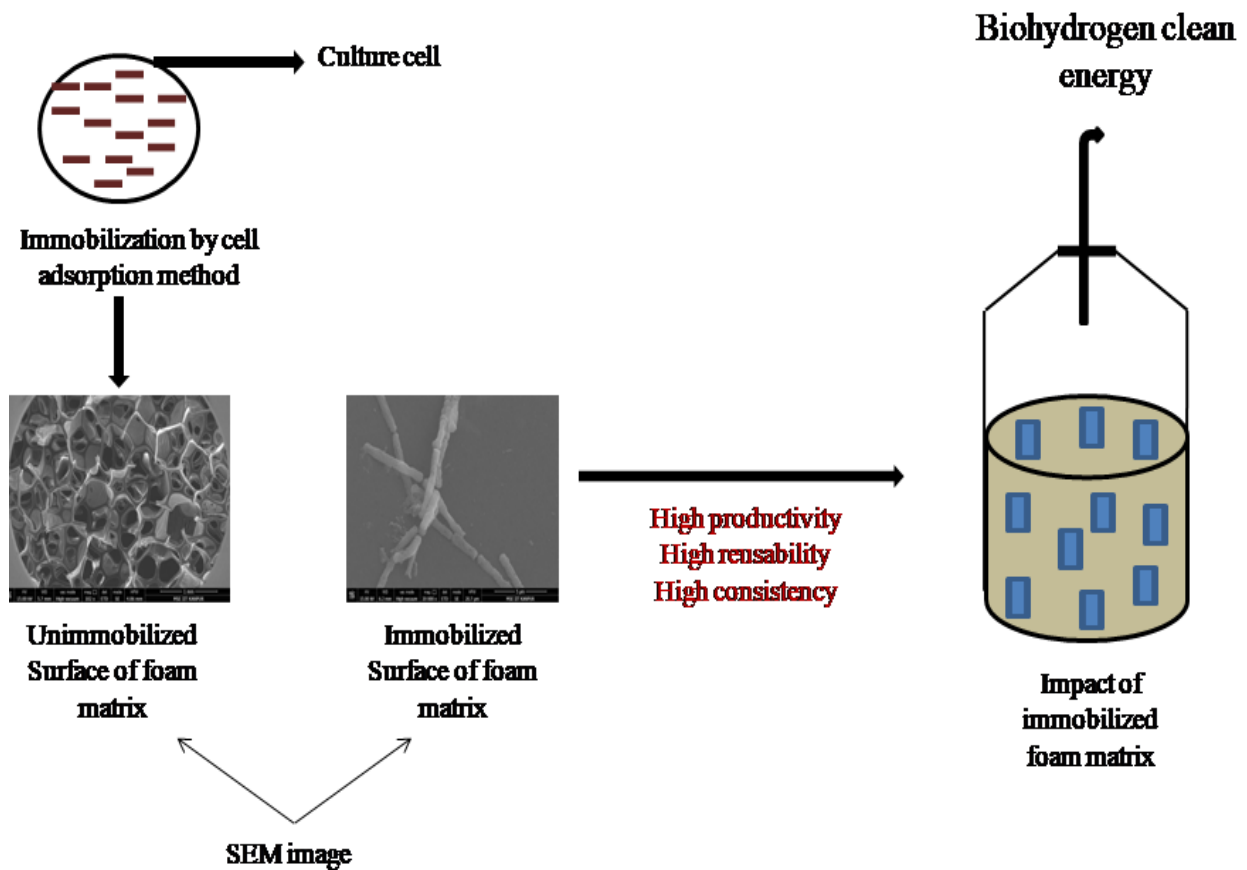 Biohydrogen clean
energy
Culture cell
Immobilization by cell
adsorption method
High productivity
High reusability
High consistency
Unimmobilized
Surface of foam
matrix
Immobilized
Surface of foam
matrix
Impact of
immobilized
foam matrix
SEM image